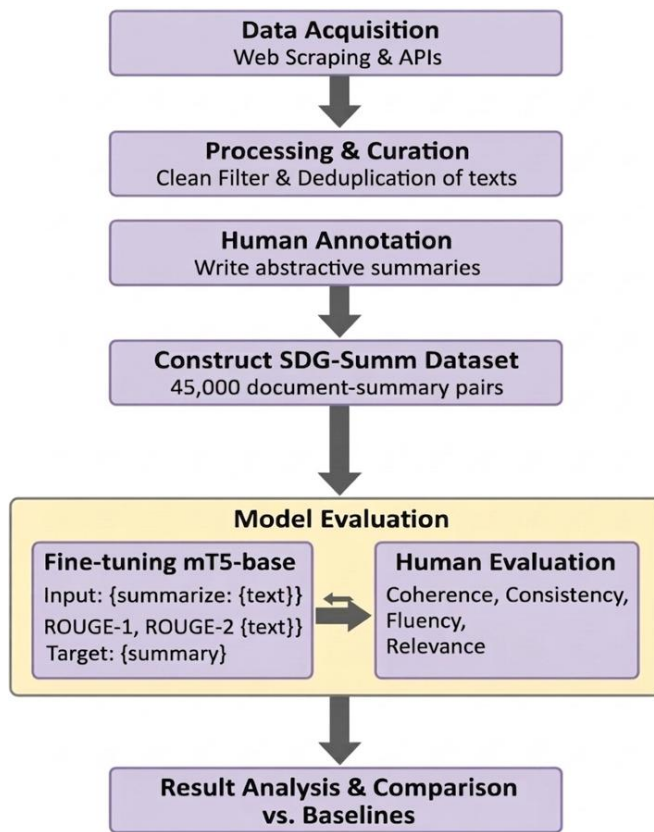 Data Acquisition
Web Scraping & APIs
Processing & Curation
Clean Filter & Deduplication of texts
Human Annotation
Write abstractive summaries
Construct SDG-Summ Dataset
45,000 document-summary pairs
Model Evaluation
Fine-tuning mT5-base
Input: {summarize: {text}}
ROUGE-1, ROUGE-2 {text}}
Target: {summary}
Human Evaluation
Coherence, Consistency,
Fluency,
Relevance
Result Analysis & Comparison
vs. Baselines